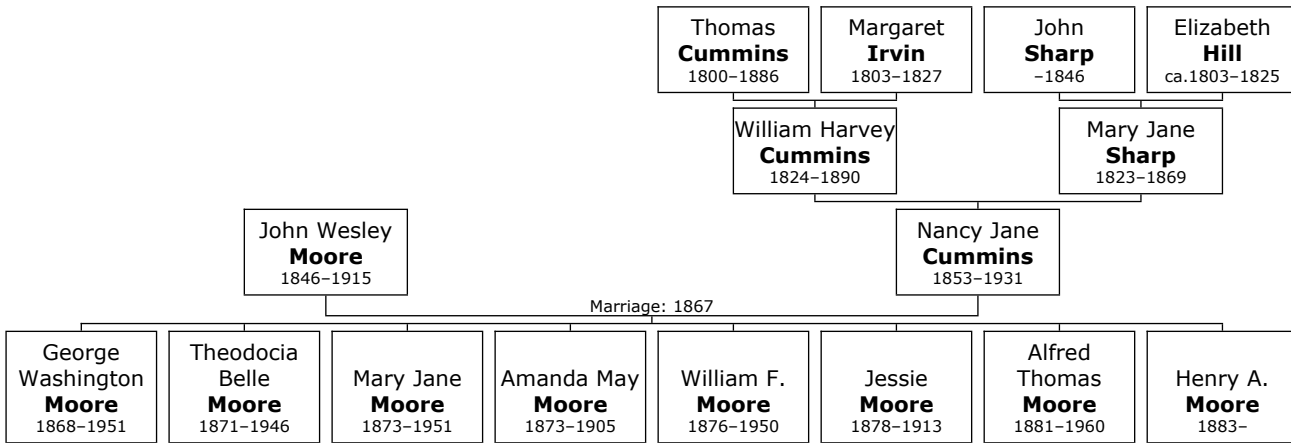 Thomas
Cummins
1800–1886
Margaret
Irvin
1803–1827
John
Sharp
–1846
Elizabeth
Hill
ca.1803–1825
William Harvey
Cummins
1824–1890
Mary Jane
Sharp
1823–1869
John Wesley
Moore
1846–1915
Nancy Jane
Cummins
1853–1931
Marriage: 1867
George
Washington
Moore
1868–1951
Theodocia
Belle
Moore
1871–1946
Mary Jane
Moore
1873–1951
Amanda May
Moore
1873–1905
William F.
Moore
1876–1950
Jessie
Moore
1878–1913
Alfred
Thomas
Moore
1881–1960
Henry A.
Moore
1883–